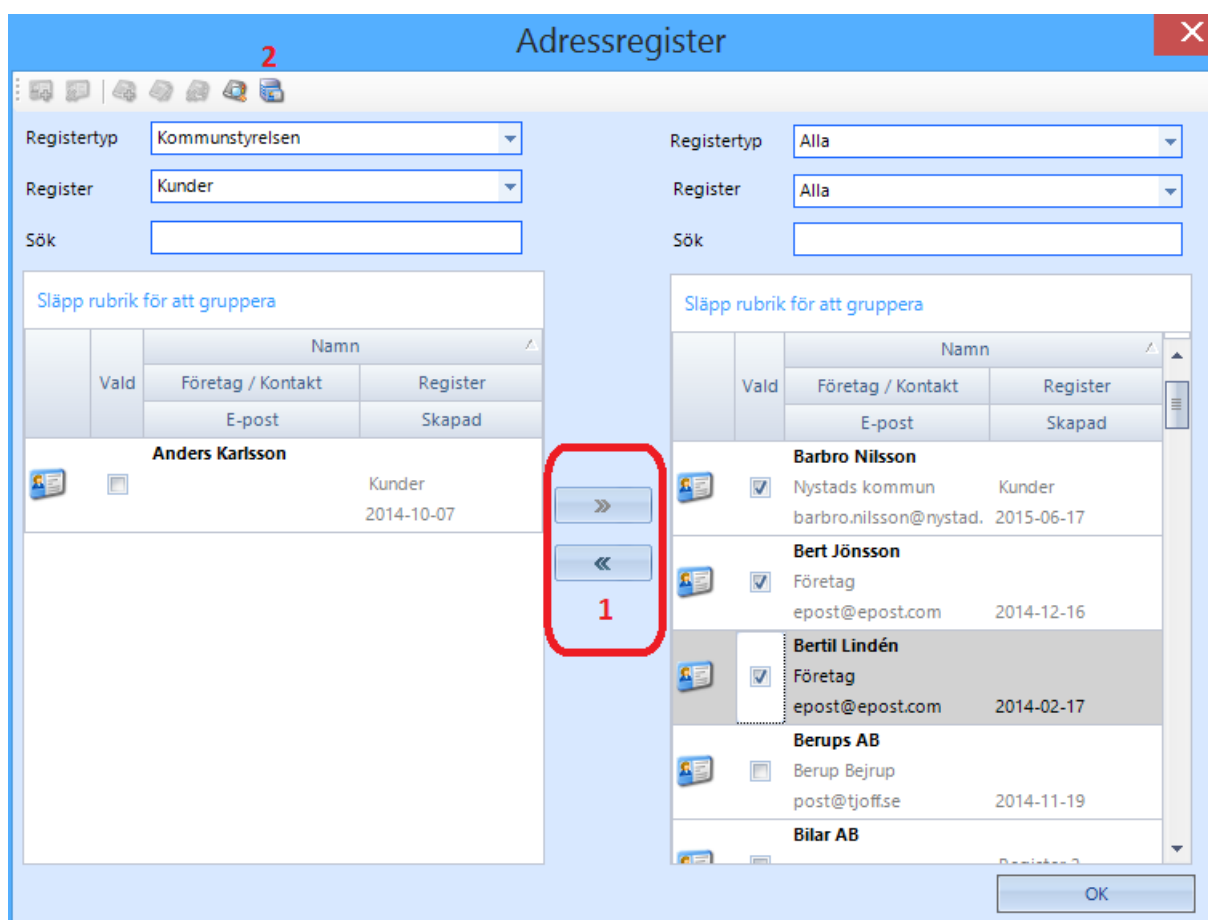 Adressregister
2
Registertyp
Kommunstyrelsen
Register
Kunder
Sök
Släpp rubrik för att gruppera
Namn
Vald
Företag / Kontakt
Register
E-post
Skapad
Anders Karlsson
Kunder
2014-10-07
1
Registertyp
Alla
Register
Alla
Sök
Släpp rubrik för att gruppera
Namn
Vald
Företag / Kontakt
Register
E-post
Skapad
Barbro Nilsson
Nystads kommun Kunder
barbro.nilsson@nystad. 2015-06-17
Bert Jönsson
Företag
epost@epost.com 2014-12-16
Bertil Lindén
Företag
epost@epost.com 2014-02-17
Berups AB
Berup Bejrup
post@tjoff.se 2014-11-19
Bilar AB
OK